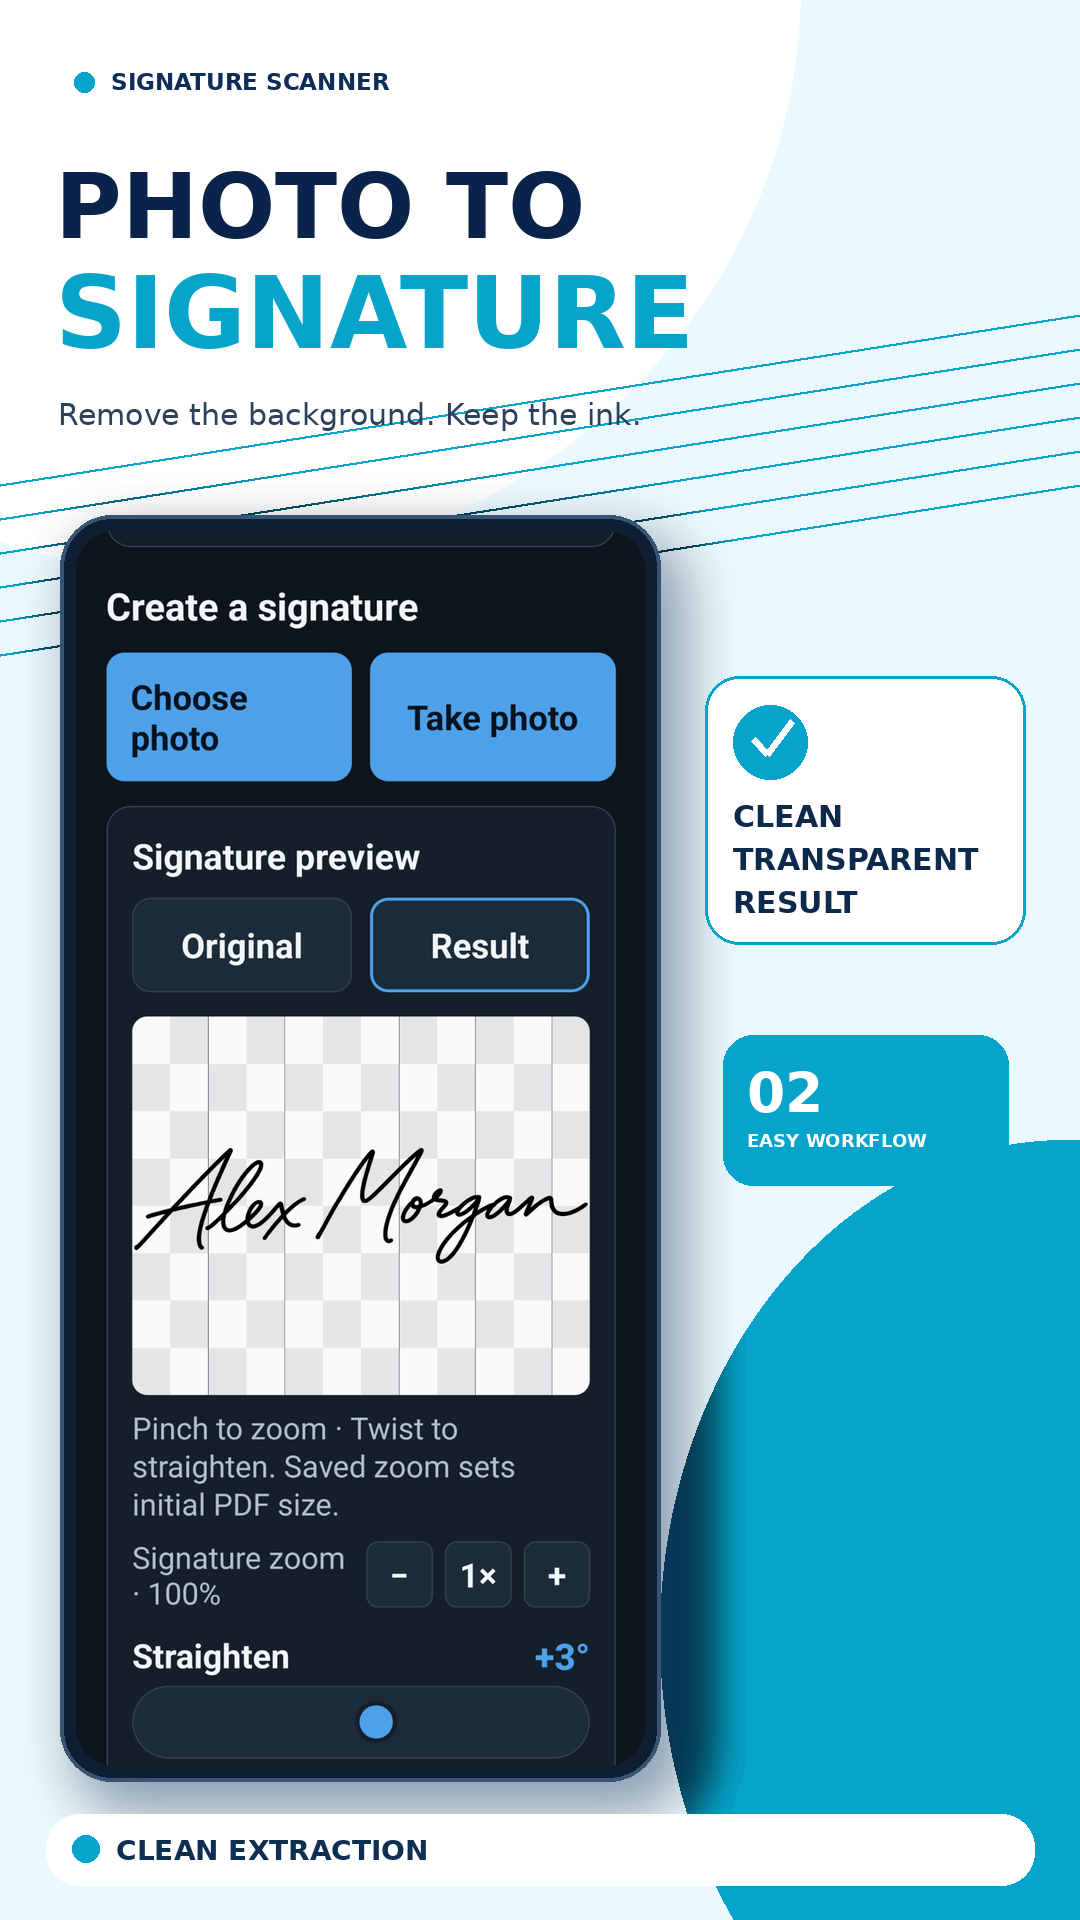 SIGNATURE SCANNER
PHOTO TO
SIGNATURE
Remove the background. Keep the ink.
Create a signature
Choose
photo
Take photo
Signature preview
Original
Result
Alex Morgan
Pinch to zoom · Twist to
straighten. Saved zoom sets
initial PDF size.
Signature zoom
· 100%
−
1×
+
Straighten
+3°
CLEAN
TRANSPARENT
RESULT
02
EASY WORKFLOW
CLEAN EXTRACTION